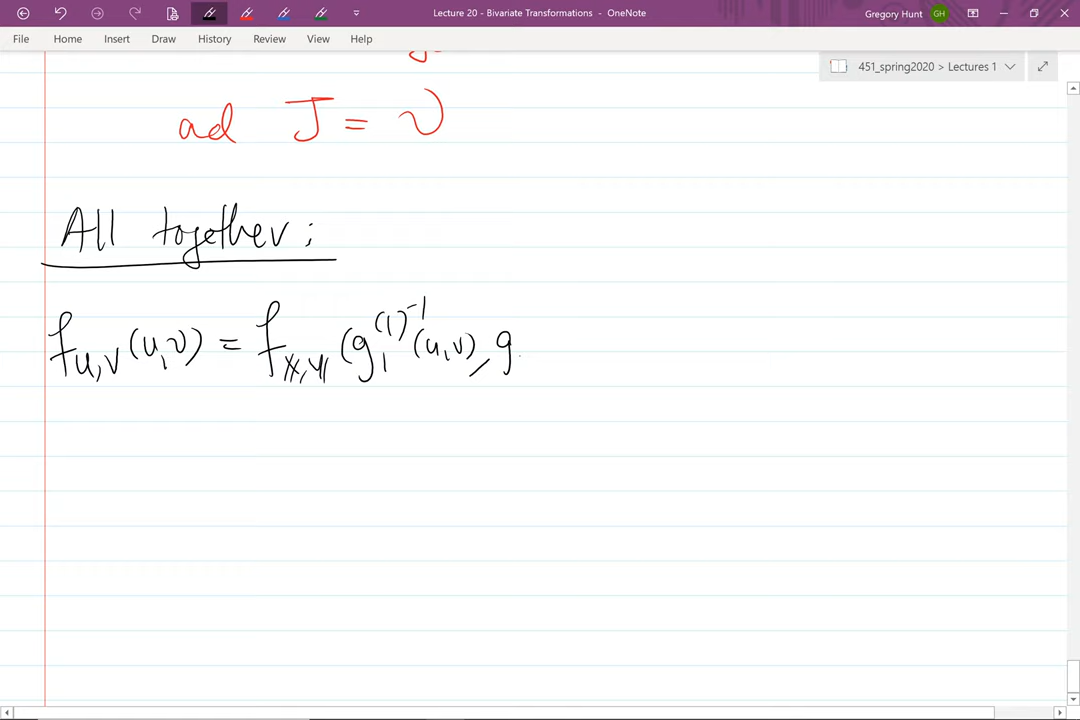 Lecture 20 - Bivariate Transformations - OneNote
Gregory Hunt GH
File Home Insert Draw History Review View Help
451_spring2020 > Lectures 1
ad J = v
All together:
f_{U,V}(u,v) = f_{X,Y}(g_1^{(1)^{-1}}(u,v), g